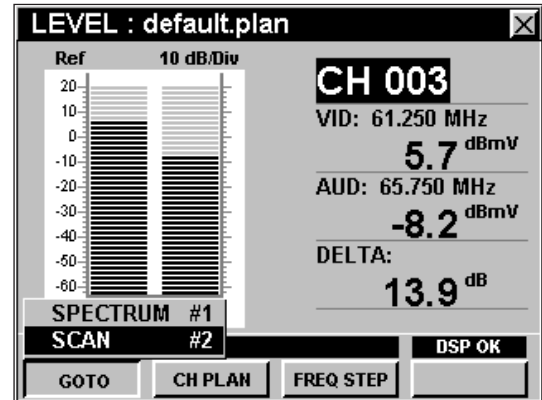 LEVEL : default.plan
Ref 10 dB/Div
20
10
0
-10
-20
-30
-40
-50
-60
CH 003
VID: 61.250 MHz
5.7 dBmV
AUD: 65.750 MHz
-8.2 dBmV
DELTA:
13.9 dB
SPECTRUM #1
SCAN #2
DSP OK
GOTO CH PLAN FREQ STEP